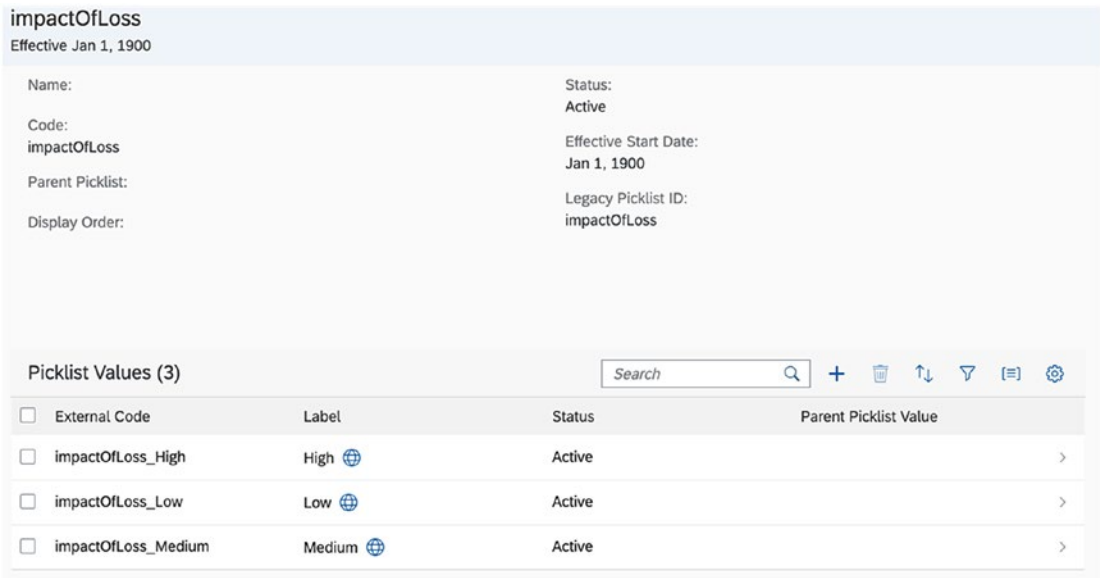 impactOfLoss
Effective Jan 1, 1900
Name:
Code:
impactOfLoss
Parent Picklist:
Display Order:
Status:
Active
Effective Start Date:
Jan 1, 1900
Legacy Picklist ID:
impactOfLoss
Picklist Values (3)
Search
External Code Label Status Parent Picklist Value
impactOfLoss_High High Active
impactOfLoss_Low Low Active
impactOfLoss_Medium Medium Active